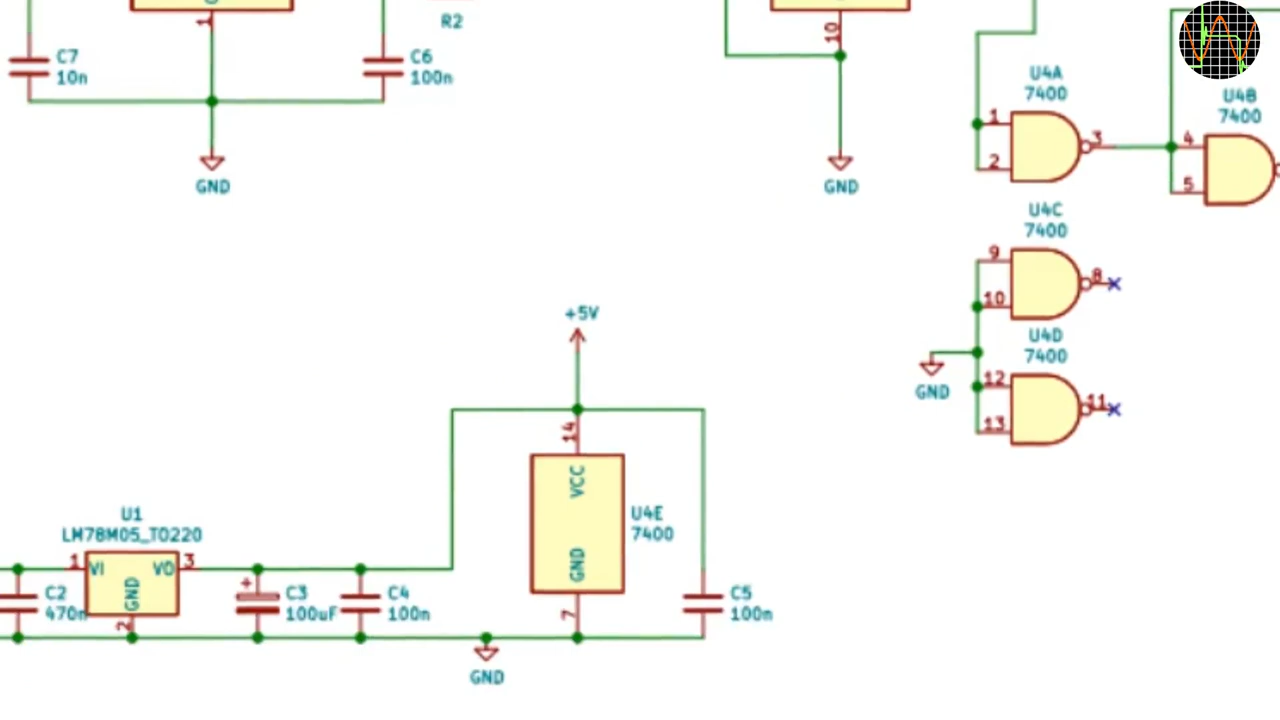 1
R2
C7
10n
C6
100n
GND
10
GND
U4A
7400
1
2
3
U4B
7400
4
5
U4C
7400
9
10
8
U4D
7400
12
13
11
GND
+5V
14
VCC
GND
7
U4E
7400
U1
LM78M05_TO220
1
VI
VO
3
GND
2
C2
470n
C3
100uF
+
C4
100n
C5
100n
GND